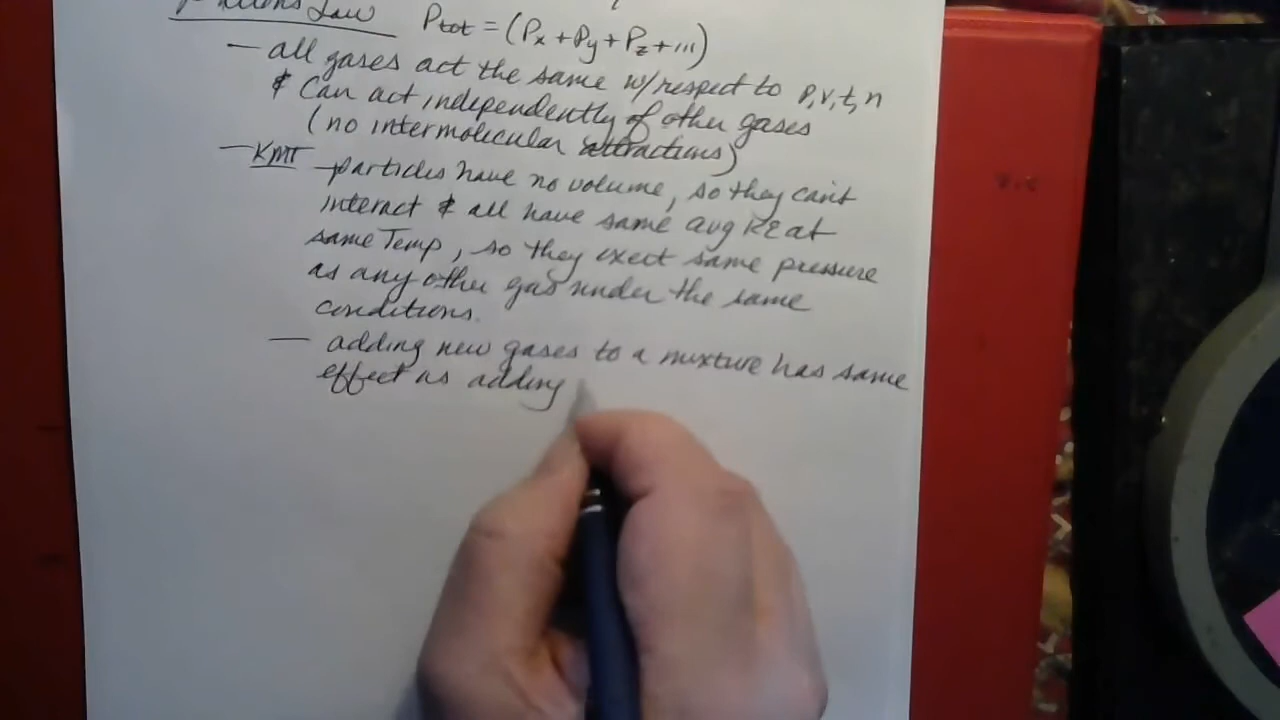 Daltons Law Ptot = (Px + Py + Pz + ...)
— all gases act the same w/respect to P, V, t, n
& Can act independently of other gases
(no intermolecular attractions)
— KMT – particles have no volume, so they can't
interact & all have same avg KE at
same Temp, so they exert same pressure
as any other gas under the same
conditions.
— adding new gases to a mixture has same
effect as adding